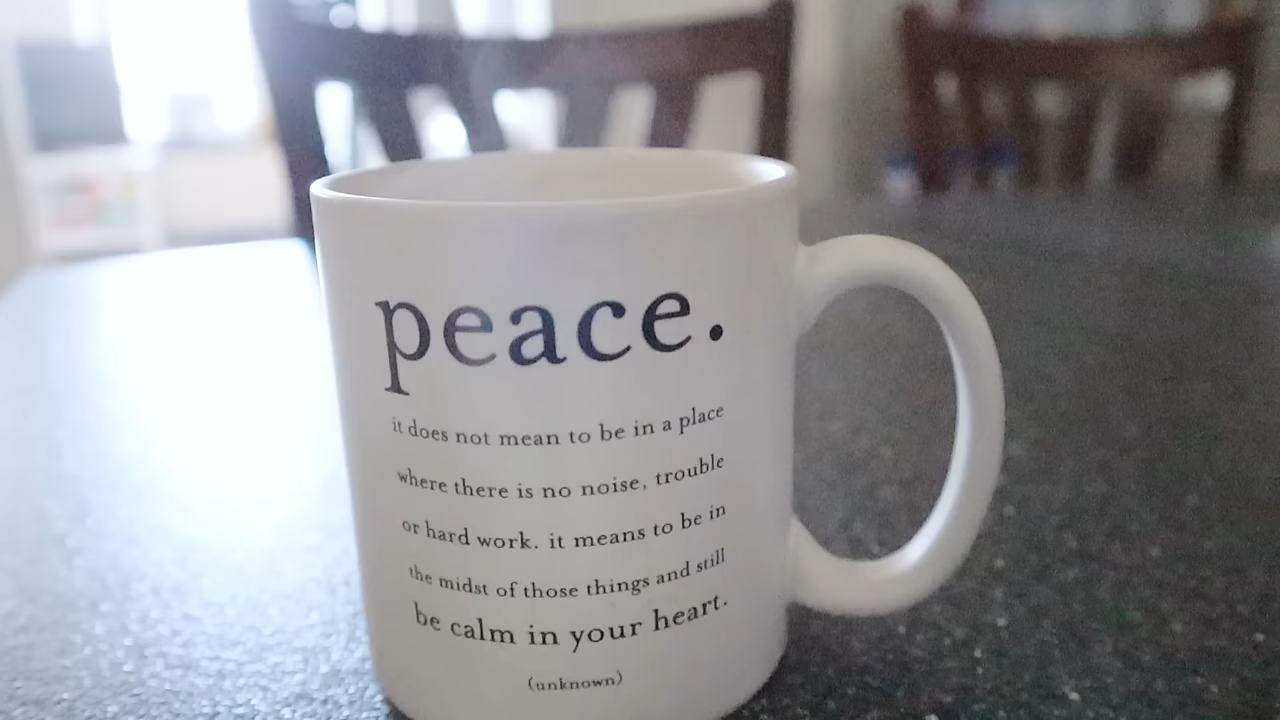 peace.
it does not mean to be in a place
where there is no noise, trouble
or hard work. it means to be in
the midst of those things and still
be calm in your heart.
(unknown)